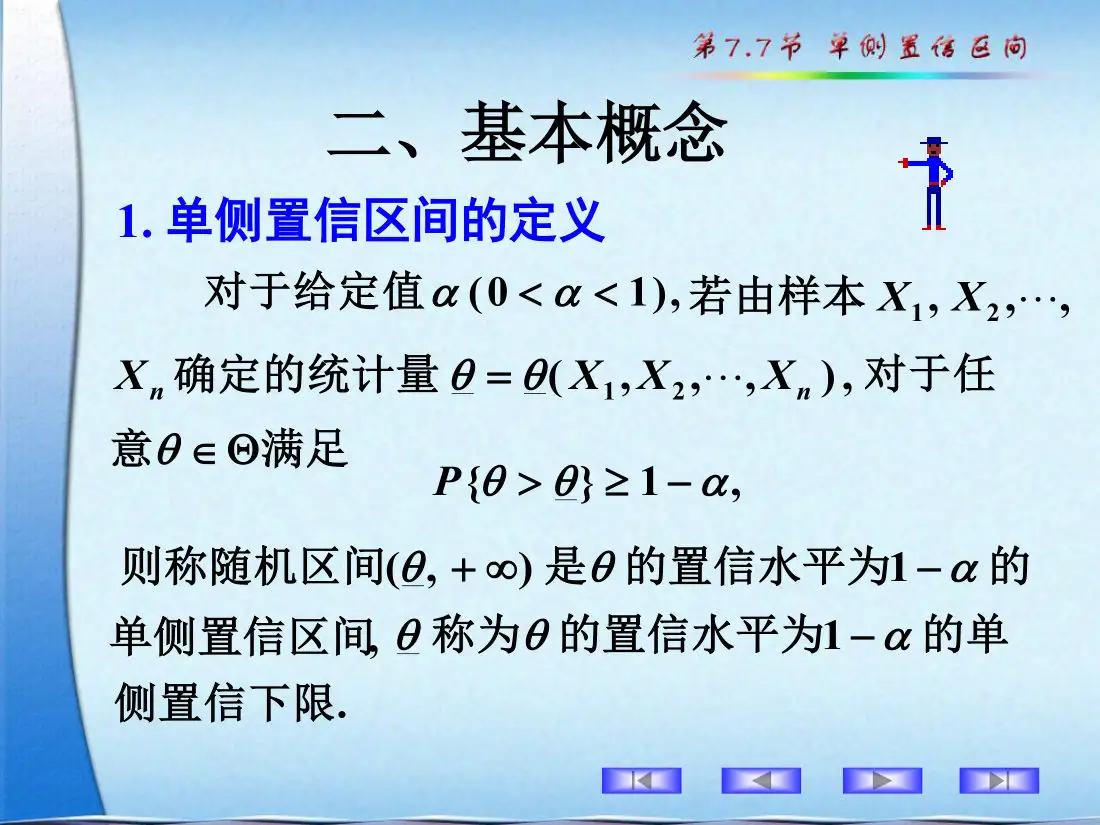 第7.7节 单侧置信区间
二、基本概念
1. 单侧置信区间的定义
对于给定值 α (0 < α < 1), 若由样本 X₁, X₂, ⋯,
Xₙ 确定的统计量 θ̲ = θ̲( X₁, X₂, ⋯, Xₙ ), 对于任
意θ ∈ Θ满足
P{θ > θ̲} ≥ 1 − α,
则称随机区间(θ̲, + ∞) 是θ 的置信水平为1 − α 的
单侧置信区间, θ̲ 称为θ 的置信水平为1 − α 的单
侧置信下限.